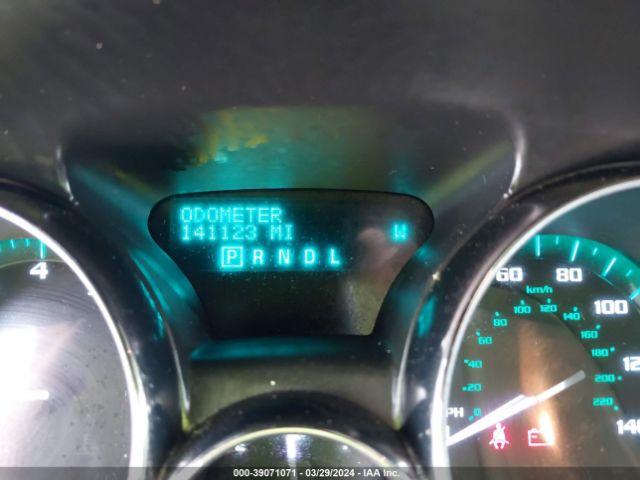 ODOMETER
141123 MI W
P R N D L
4
60 80 100 12 140
km/h
0 20 40 60 80 100 120 140 160 180 200 220
PH
000-39071071 - 03/29/2024 - IAA Inc.